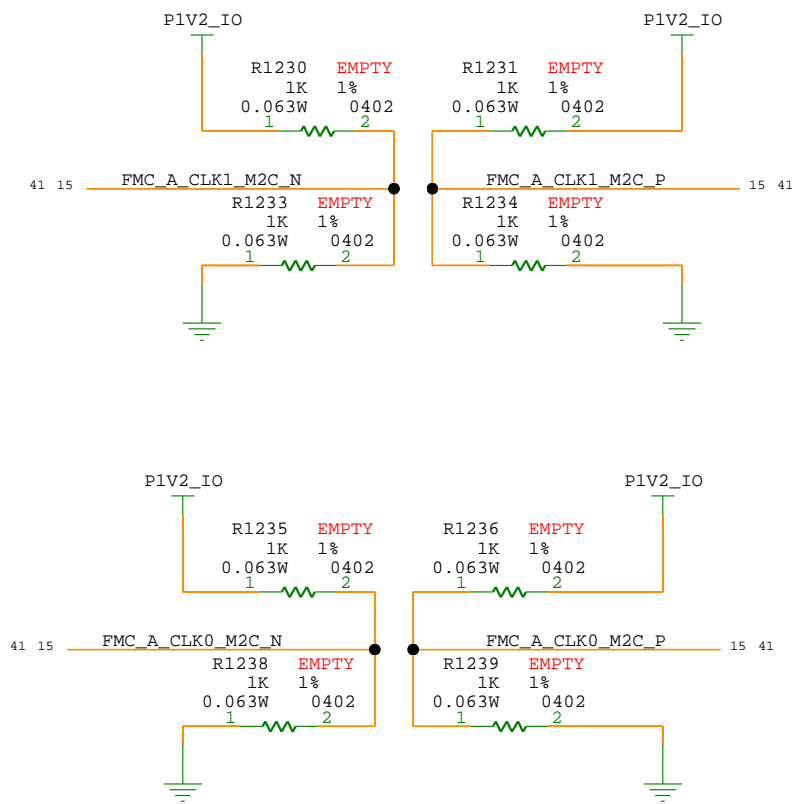 P1V2_IO P1V2_IO
R1230 EMPTY R1231 EMPTY
1K 1% 1K 1%
0.063W 0402 0.063W 0402
1 2 1 2
41 15 FMC_A_CLK1_M2C_N FMC_A_CLK1_M2C_P 15 41
R1233 EMPTY R1234 EMPTY
1K 1% 1K 1%
0.063W 0402 0.063W 0402
1 2 1 2
P1V2_IO P1V2_IO
R1235 EMPTY R1236 EMPTY
1K 1% 1K 1%
0.063W 0402 0.063W 0402
1 2 1 2
41 15 FMC_A_CLK0_M2C_N FMC_A_CLK0_M2C_P 15 41
R1238 EMPTY R1239 EMPTY
1K 1% 1K 1%
0.063W 0402 0.063W 0402
1 2 1 2